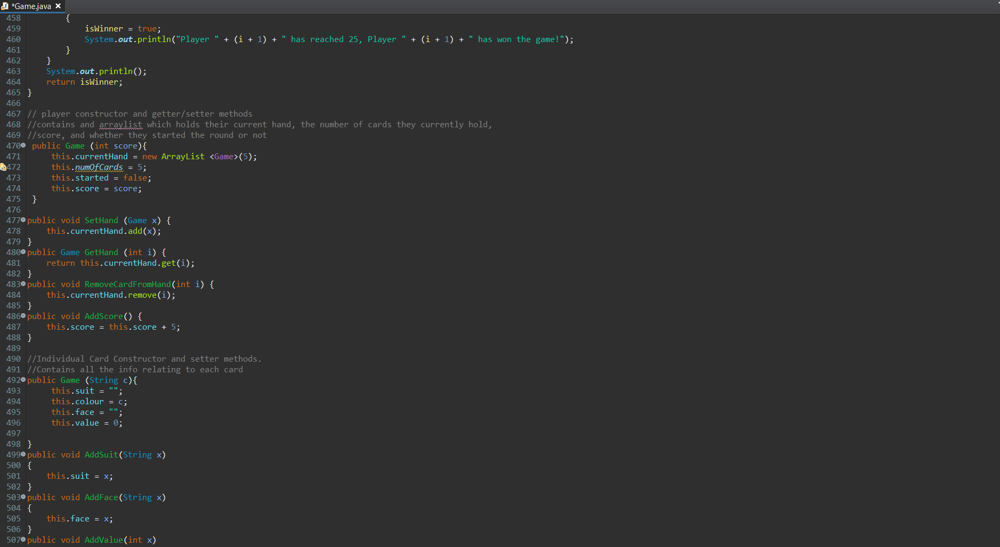 *Game.java
458         {
459             isWinner = true;
460             System.out.println("Player " + (i + 1) + " has reached 25, Player " + (i + 1) + " has won the game!");
461         }
462     }
463     System.out.println();
464     return isWinner;
465 }
466
467 // player constructor and getter/setter methods
468 //contains and arraylist which holds their current hand, the number of cards they currently hold,
469 //score, and whether they started the round or not
470  public Game (int score){
471      this.currentHand = new ArrayList <Game>(5);
472      this.numOfCards = 5;
473      this.started = false;
474      this.score = score;
475  }
476
477 public void SetHand (Game x) {
478     this.currentHand.add(x);
479 }
480 public Game GetHand (int i) {
481     return this.currentHand.get(i);
482 }
483 public void RemoveCardFromHand(int i) {
484     this.currentHand.remove(i);
485 }
486 public void AddScore() {
487     this.score = this.score + 5;
488 }
489
490 //Individual Card Constructor and setter methods.
491 //Contains all the info relating to each card
492 public Game (String c){
493      this.suit = "";
494      this.colour = c;
495      this.face = "";
496      this.value = 0;
497
498 }
499 public void AddSuit(String x)
500 {
501     this.suit = x;
502 }
503 public void AddFace(String x)
504 {
505     this.face = x;
506 }
507 public void AddValue(int x)